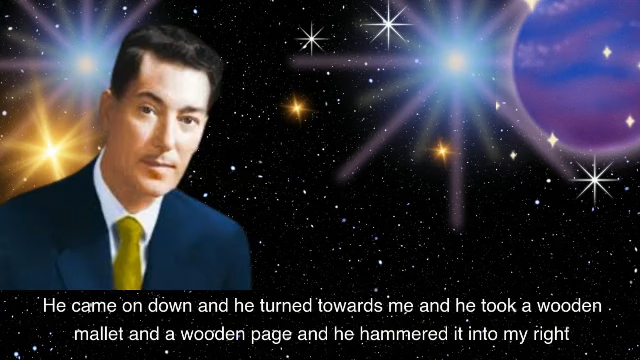 He came on down and he turned towards me and he took a wooden
mallet and a wooden page and he hammered it into my right